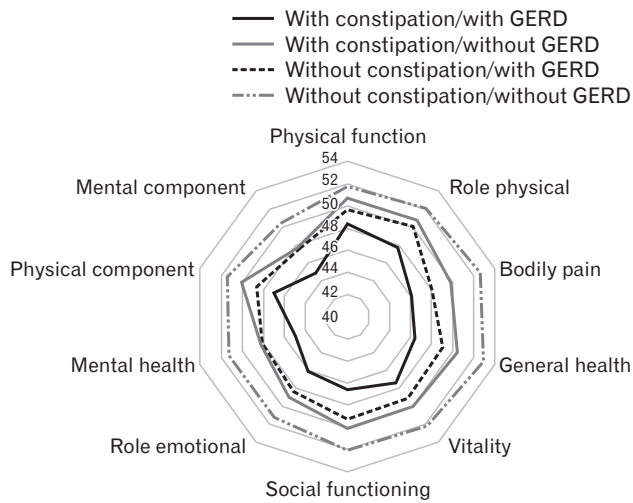 With constipation/with GERD
With constipation/without GERD
Without constipation/with GERD
Without constipation/without GERD
Physical function
54
52
50
48
46
44
42
40
Mental component
Role physical
Physical component
Bodily pain
Mental health
General health
Role emotional
Vitality
Social functioning